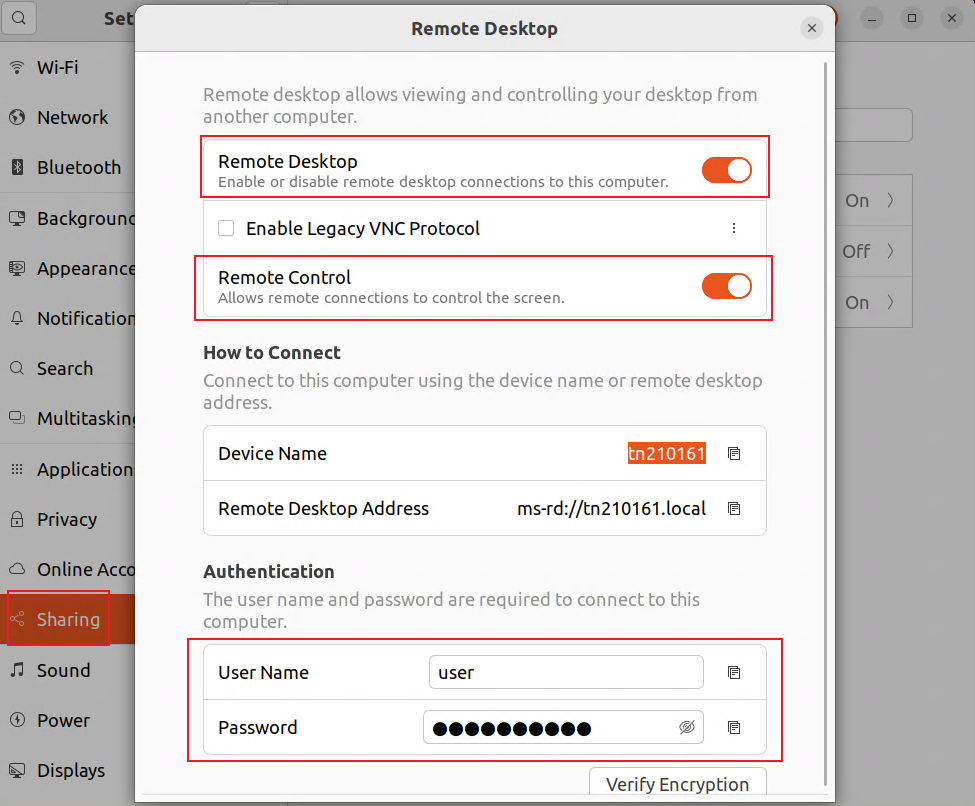 Set
Remote Desktop
Wi-Fi
Network
Bluetooth
Background
Appearance
Notification
Search
Multitasking
Application
Privacy
Online Acco
Sharing
Sound
Power
Displays
Remote desktop allows viewing and controlling your desktop from
another computer.
Remote Desktop
Enable or disable remote desktop connections to this computer.
Enable Legacy VNC Protocol
Remote Control
Allows remote connections to control the screen.
How to Connect
Connect to this computer using the device name or remote desktop
address.
Device Name
tn210161
Remote Desktop Address
ms-rd://tn210161.local
Authentication
The user name and password are required to connect to this
computer.
User Name
user
Password
Verify Encryption
On
Off
On